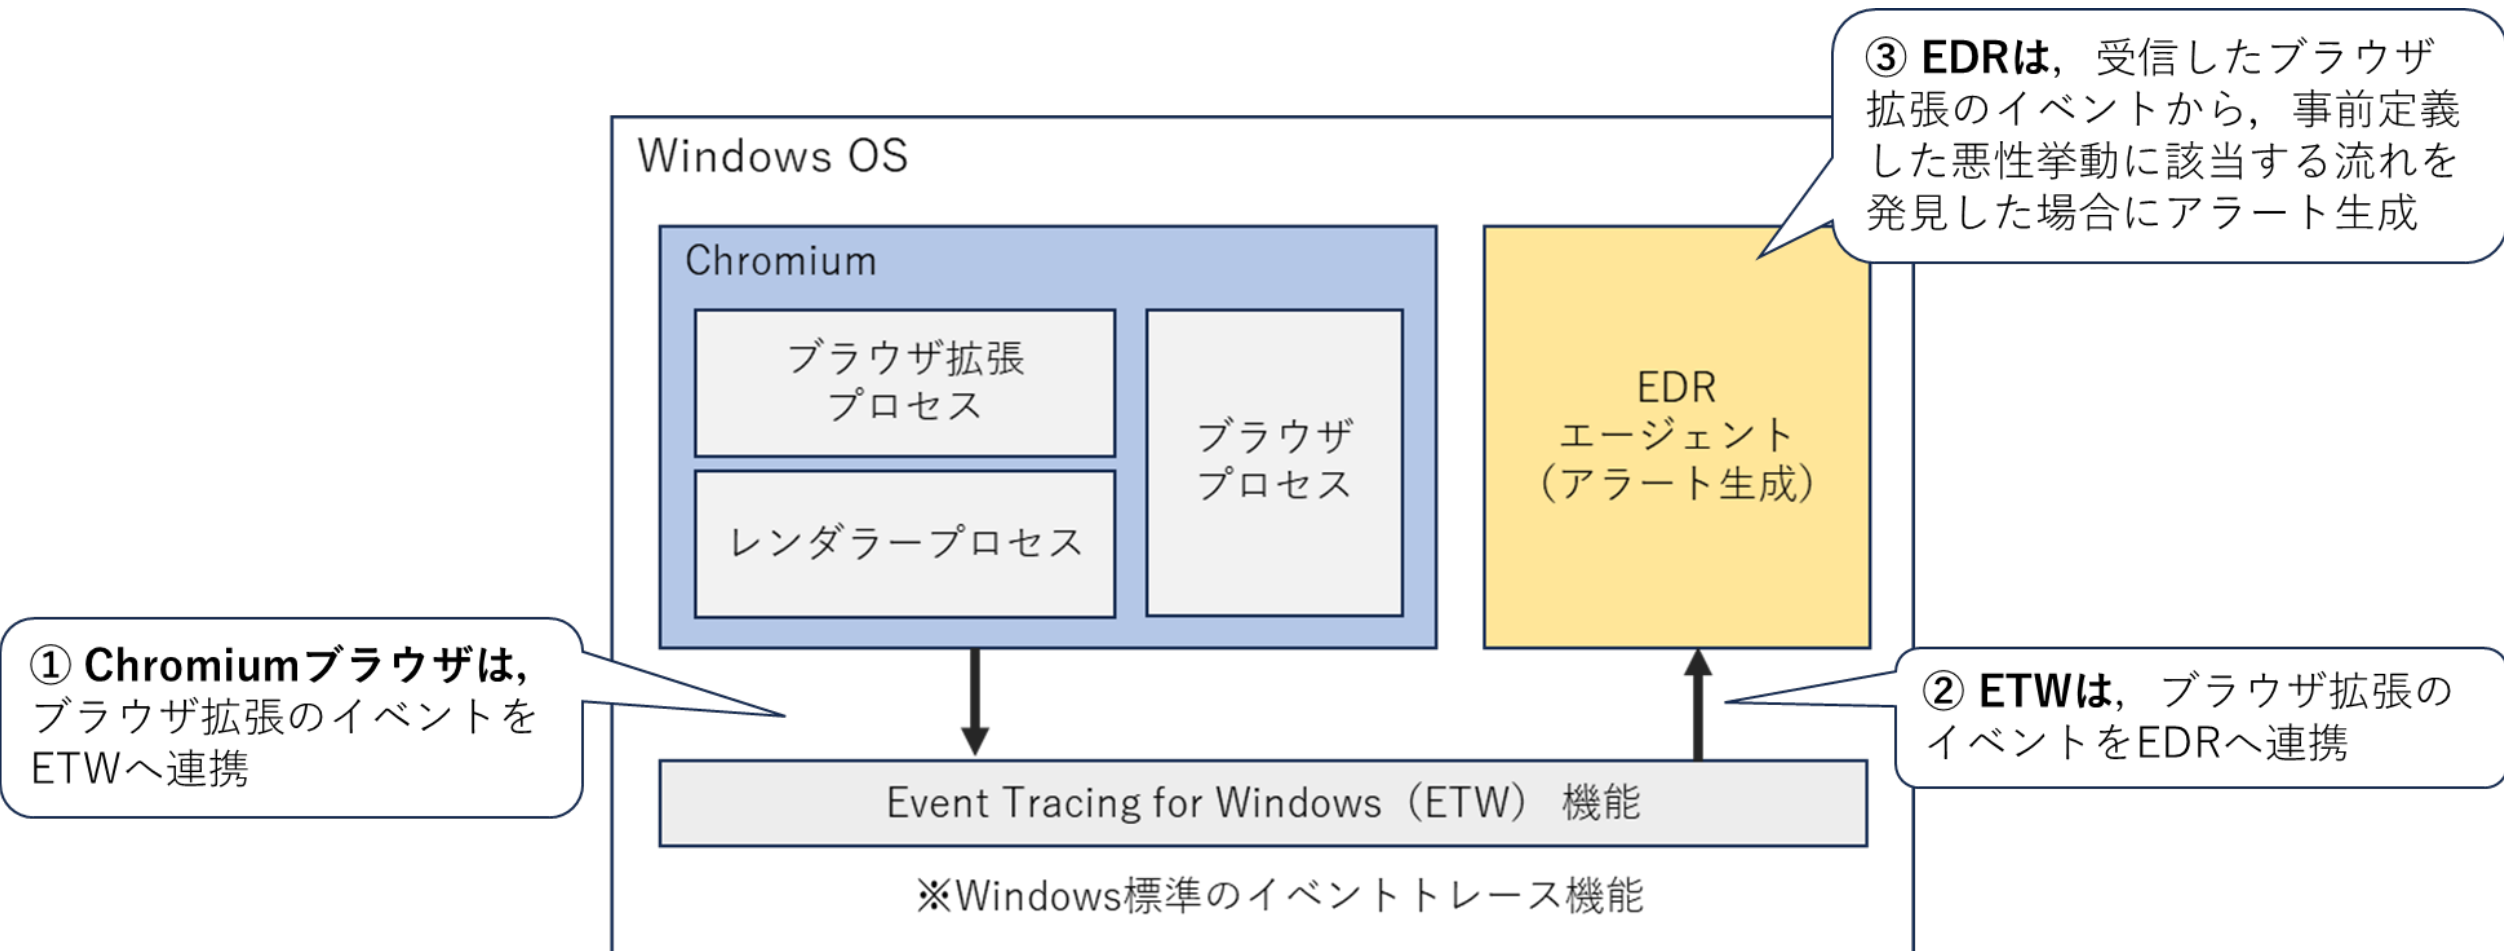 ③ EDRは，受信したブラウザ
拡張のイベントから，事前定義
した悪性挙動に該当する流れを
発見した場合にアラート生成
Windows OS
Chromium
ブラウザ拡張
プロセス
レンダラープロセス
ブラウザ
プロセス
EDR
エージェント
（アラート生成）
① Chromiumブラウザは，
ブラウザ拡張のイベントを
ETWへ連携
② ETWは，ブラウザ拡張の
イベントをEDRへ連携
Event Tracing for Windows（ETW） 機能
※Windows標準のイベントトレース機能